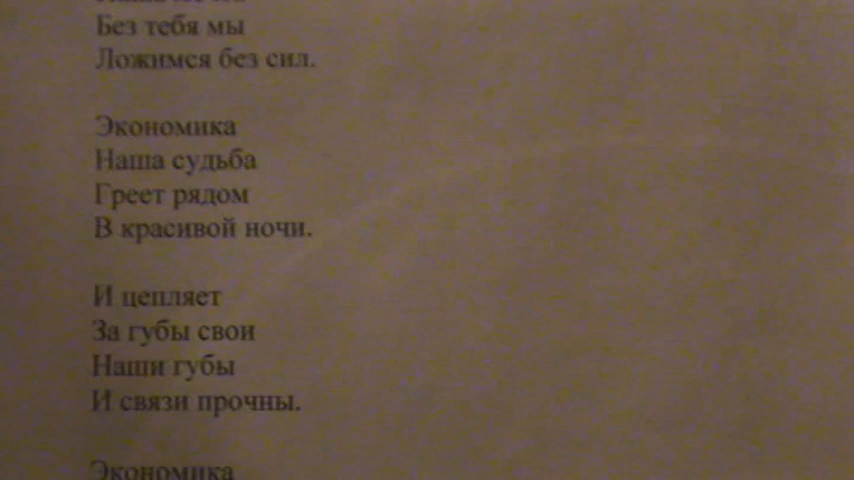 Без тебя мы
Ложимся без сил.
Экономика
Наша судьба
Греет рядом
В красивой ночи.
И цепляет
За губы свои
Наши губы
И связи прочны.
Экономика